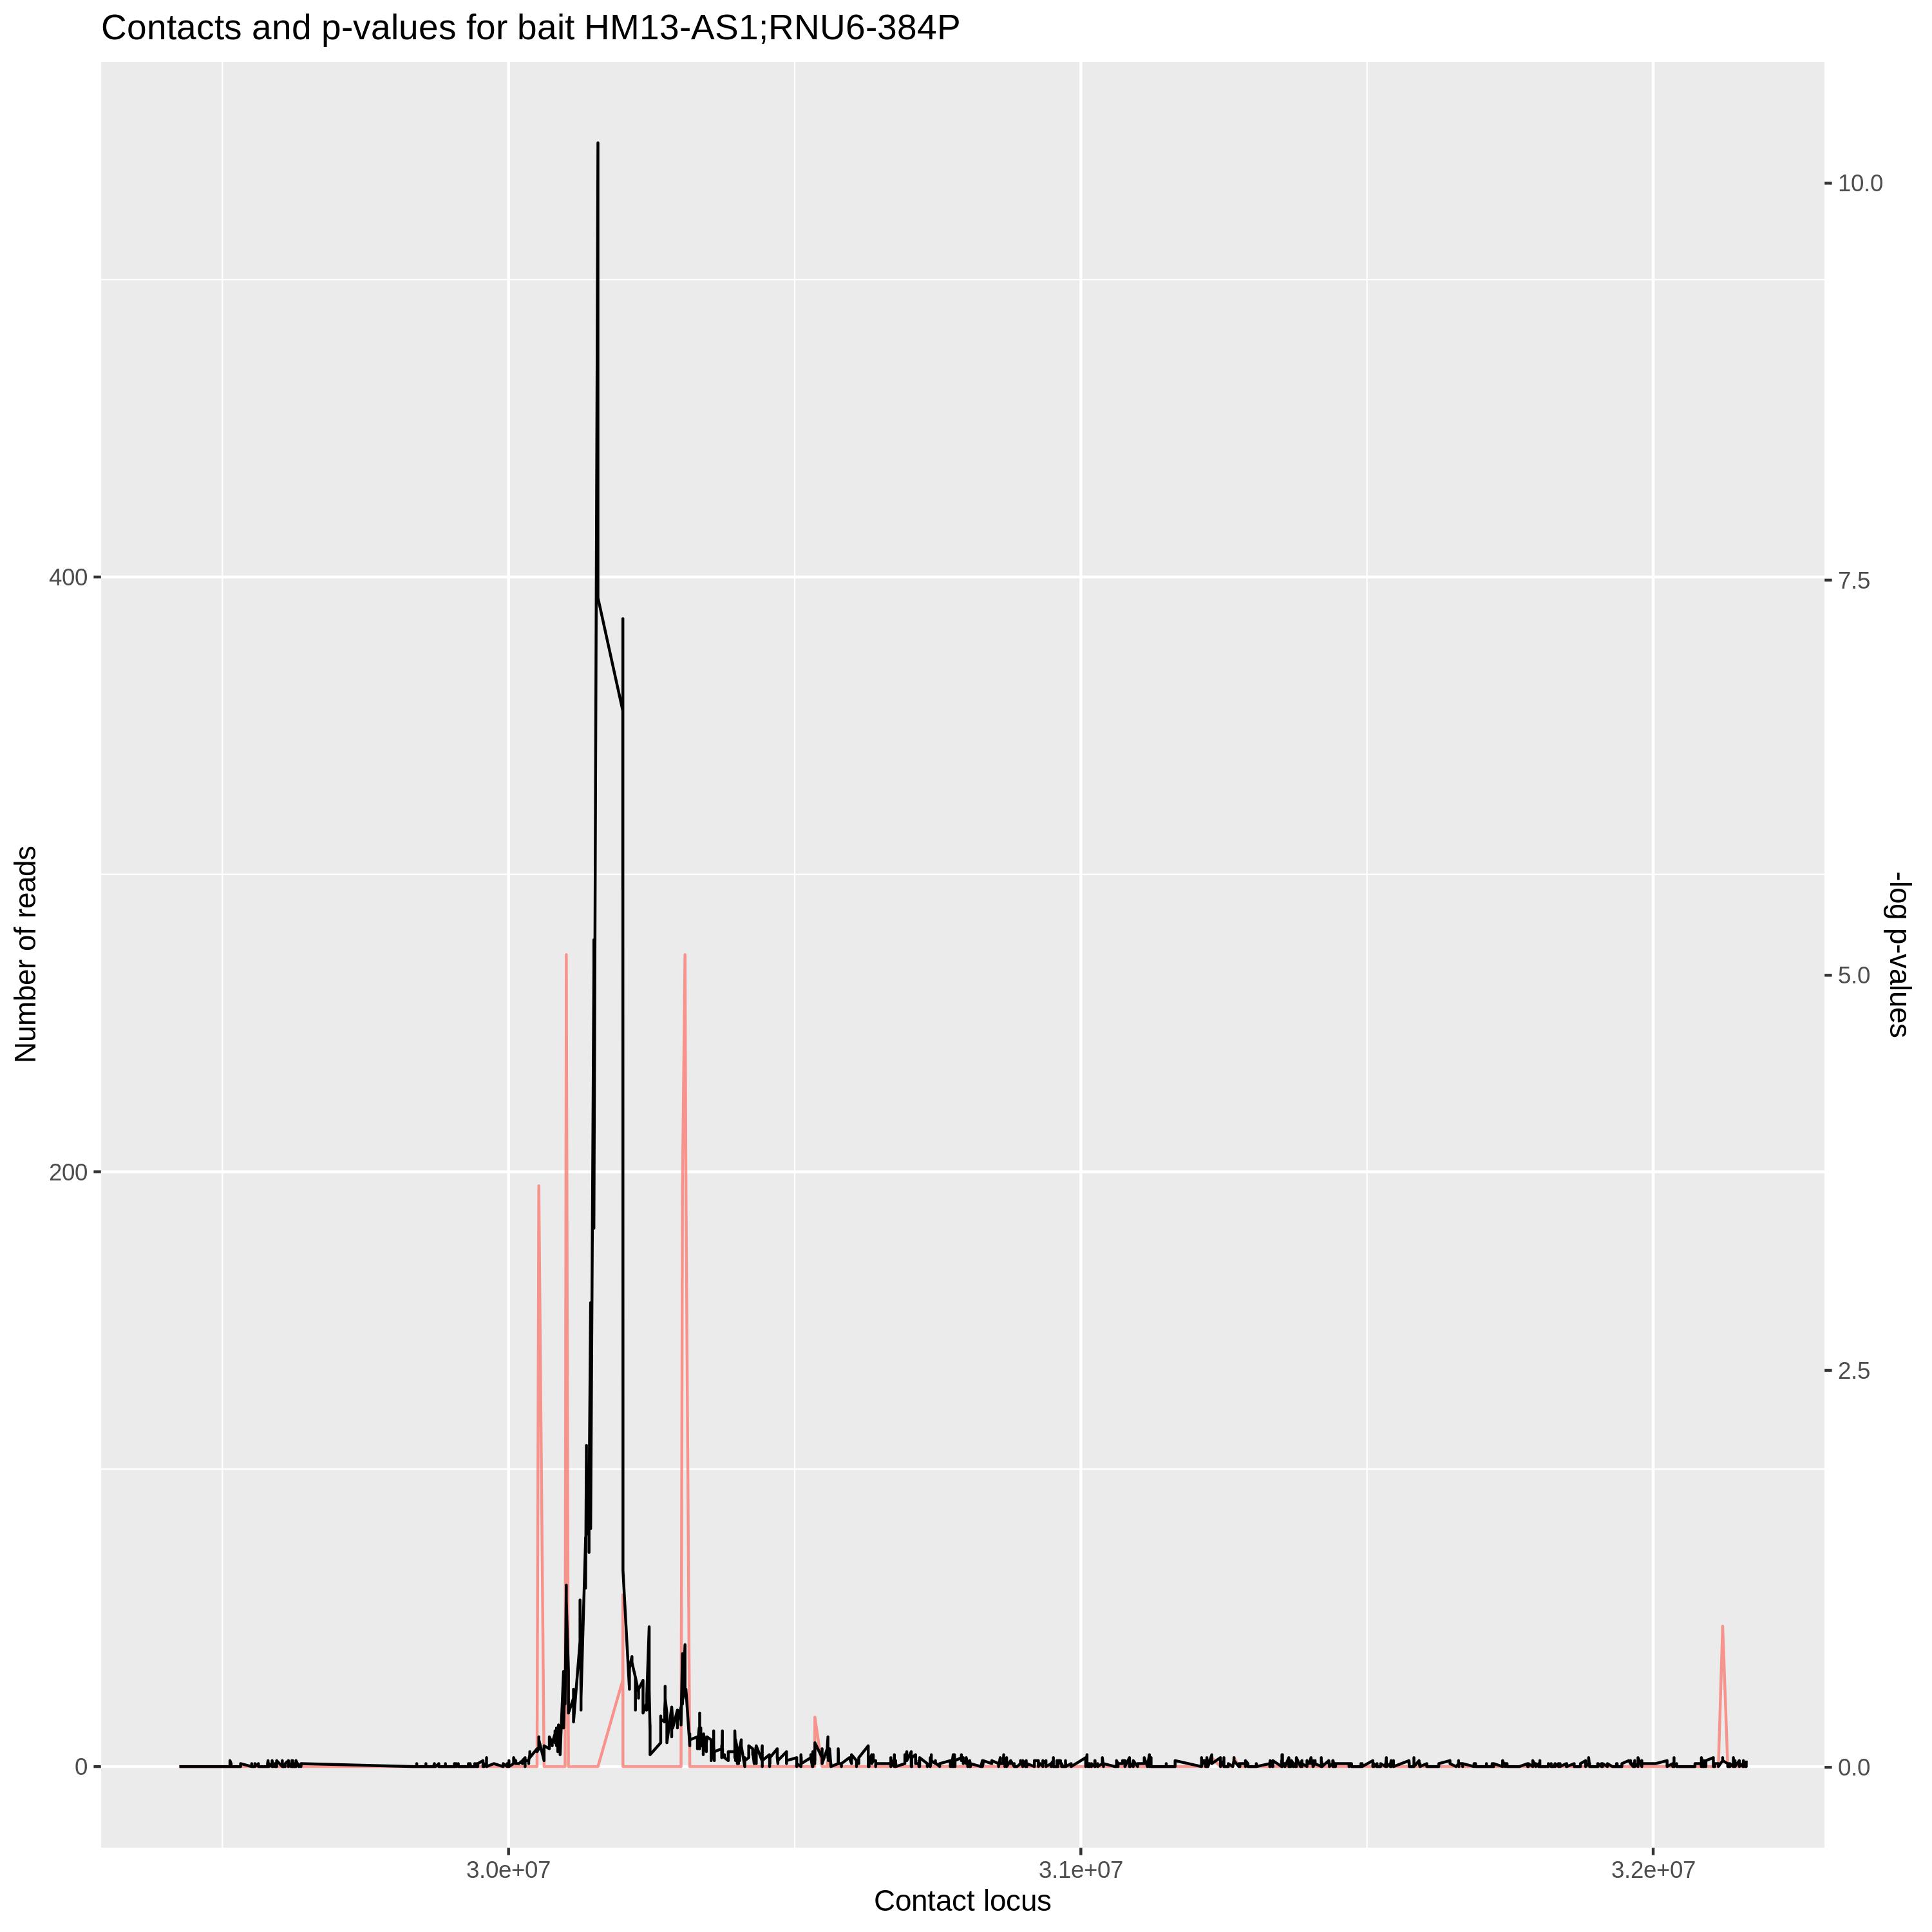 Contacts and p-values for bait HM13-AS1;RNU6-384P
10.0
400
7.5
Number of reads
-log p-values
5.0
200
2.5
0
0.0
3.0e+07
3.1e+07
3.2e+07
Contact locus